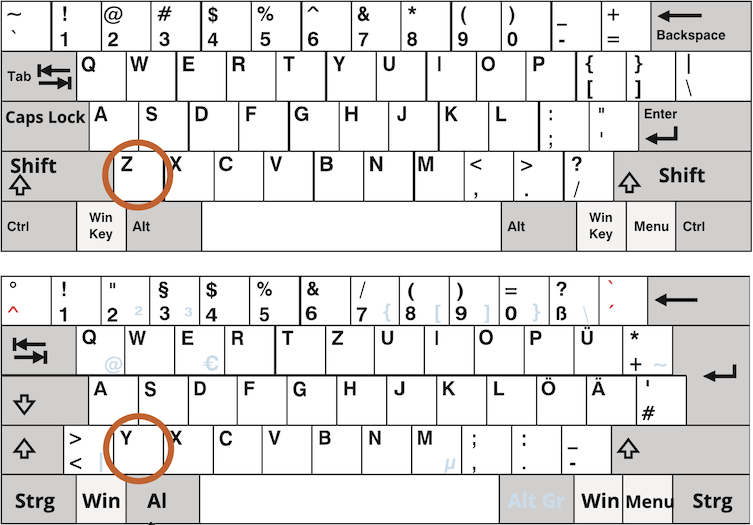 ~ ! @ # $ % ^ & * ( ) _ +
` 1 2 3 4 5 6 7 8 9 0 - = Backspace
Tab Q W E R T Y U I O P { } |
[ ] \
Caps Lock A S D F G H J K L : " Enter
; '
Shift Z X C V B N M < > ? Shift
, . /
Ctrl Win Key Alt Alt Win Key Menu Ctrl
° ! " § $ % & / ( ) = ? `
^ 1 2 ² 3 ³ 4 5 6 7 { 8 [ 9 ] 0 } ß \ ´
Q W E R T Z U I O P Ü *
@ € + ~
A S D F G H J K L Ö Ä '
#
> Y X C V B N M ; : _
< | µ , . -
Strg Win Al Alt Gr Win Menu Strg